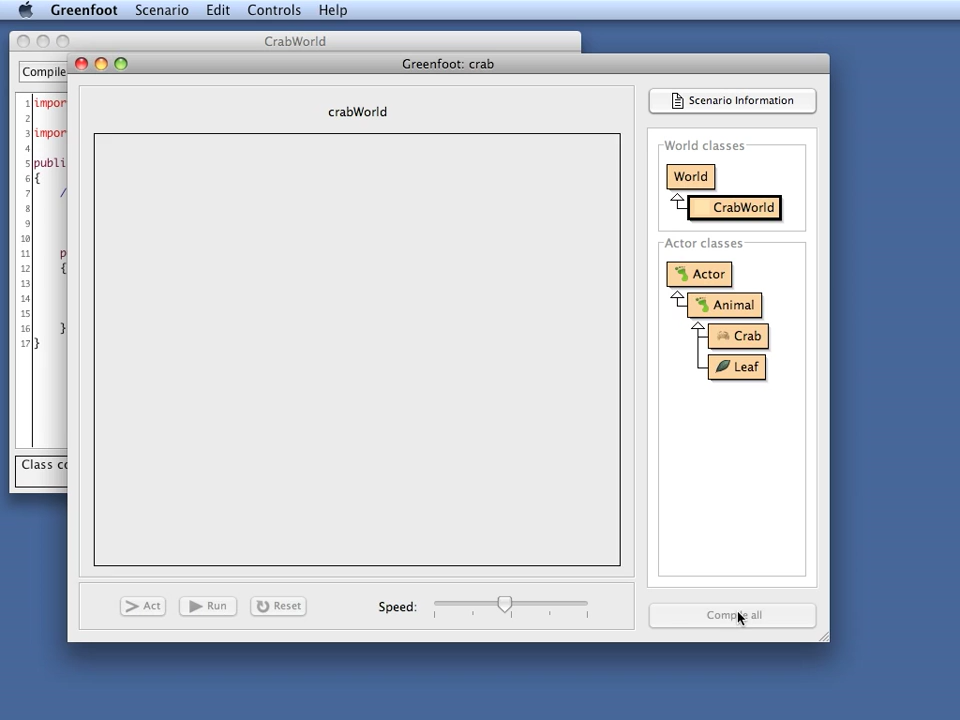 Greenfoot Scenario Edit Controls Help
CrabWorld
Compile
1 impor
2
3 impor
4
5 publi
6 {
7 /
8
9
10
11 p
12 {
13
14
15
16 }
17 }
Class co
Greenfoot: crab
crabWorld
Scenario Information
World classes
World
CrabWorld
Actor classes
Actor
Animal
Crab
Leaf
Act Run Reset Speed:
Compile all